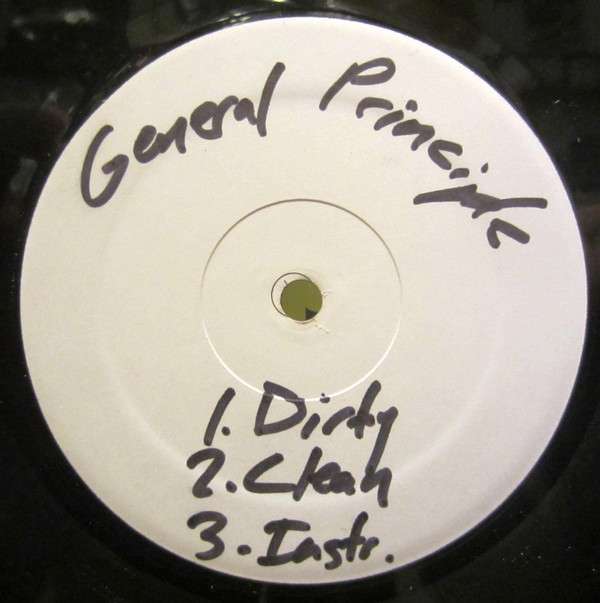 General Principle
1. Dirty
2. Clean
3. Instr.